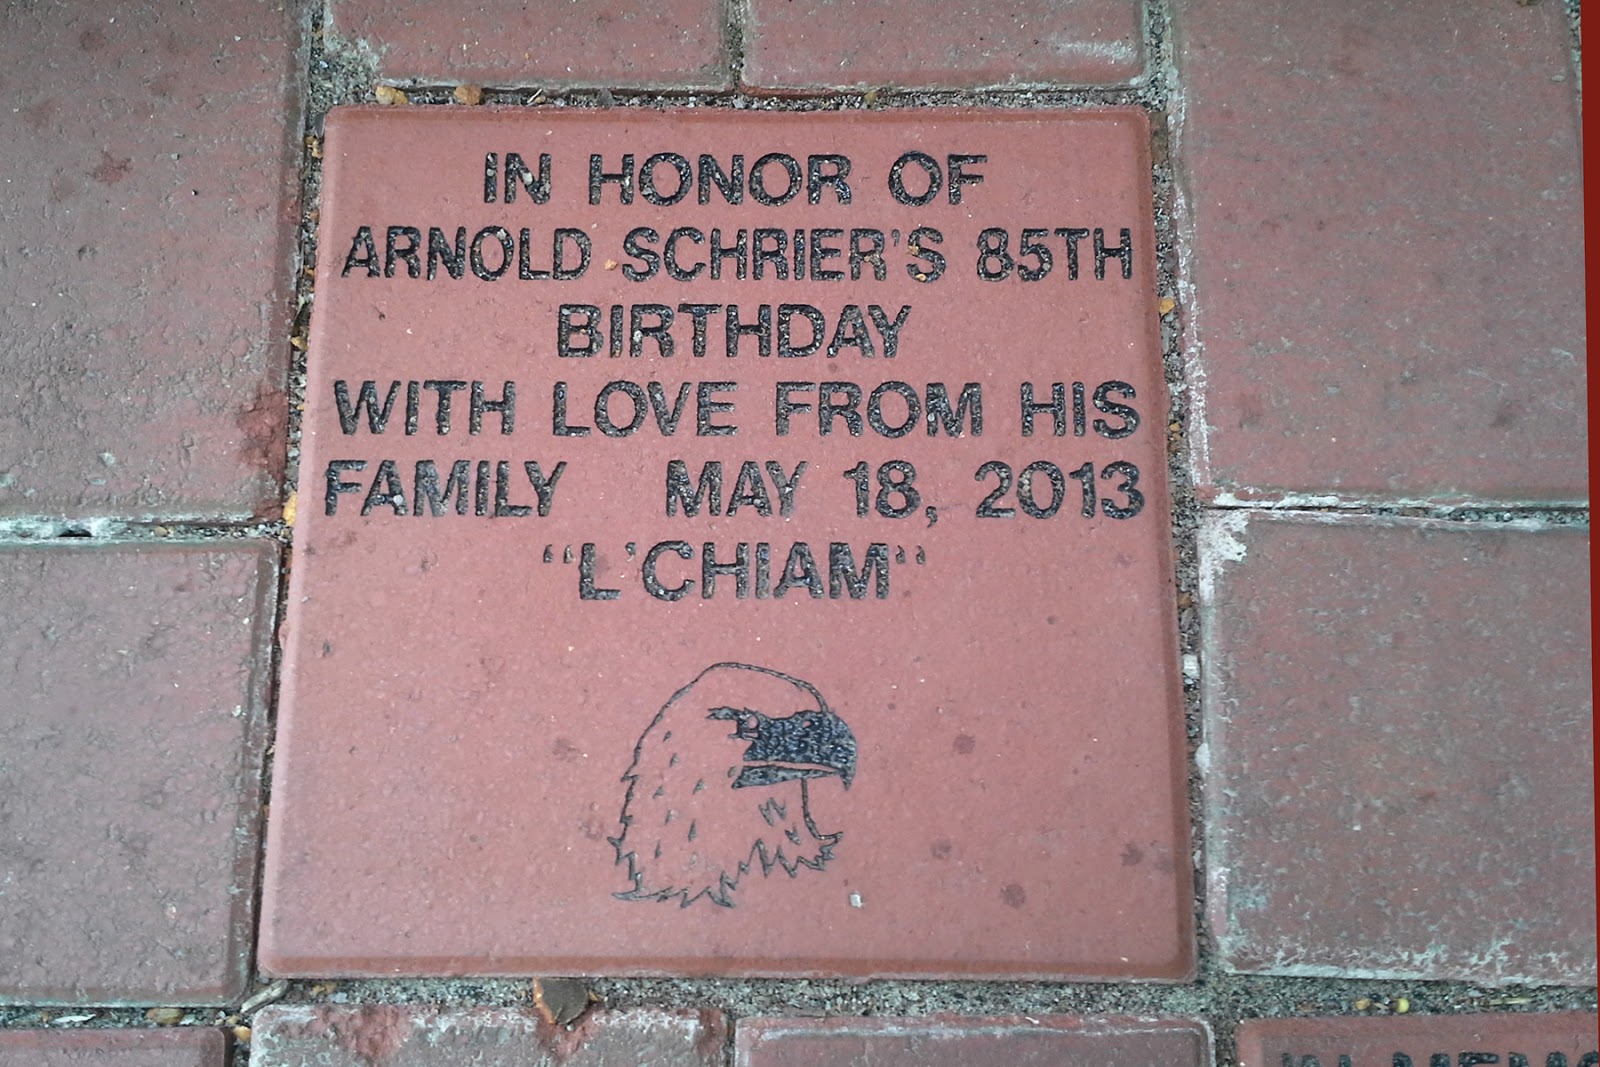 IN HONOR OF
ARNOLD SCHRIER'S 85TH
BIRTHDAY
WITH LOVE FROM HIS
FAMILY MAY 18, 2013
"L'CHIAM"